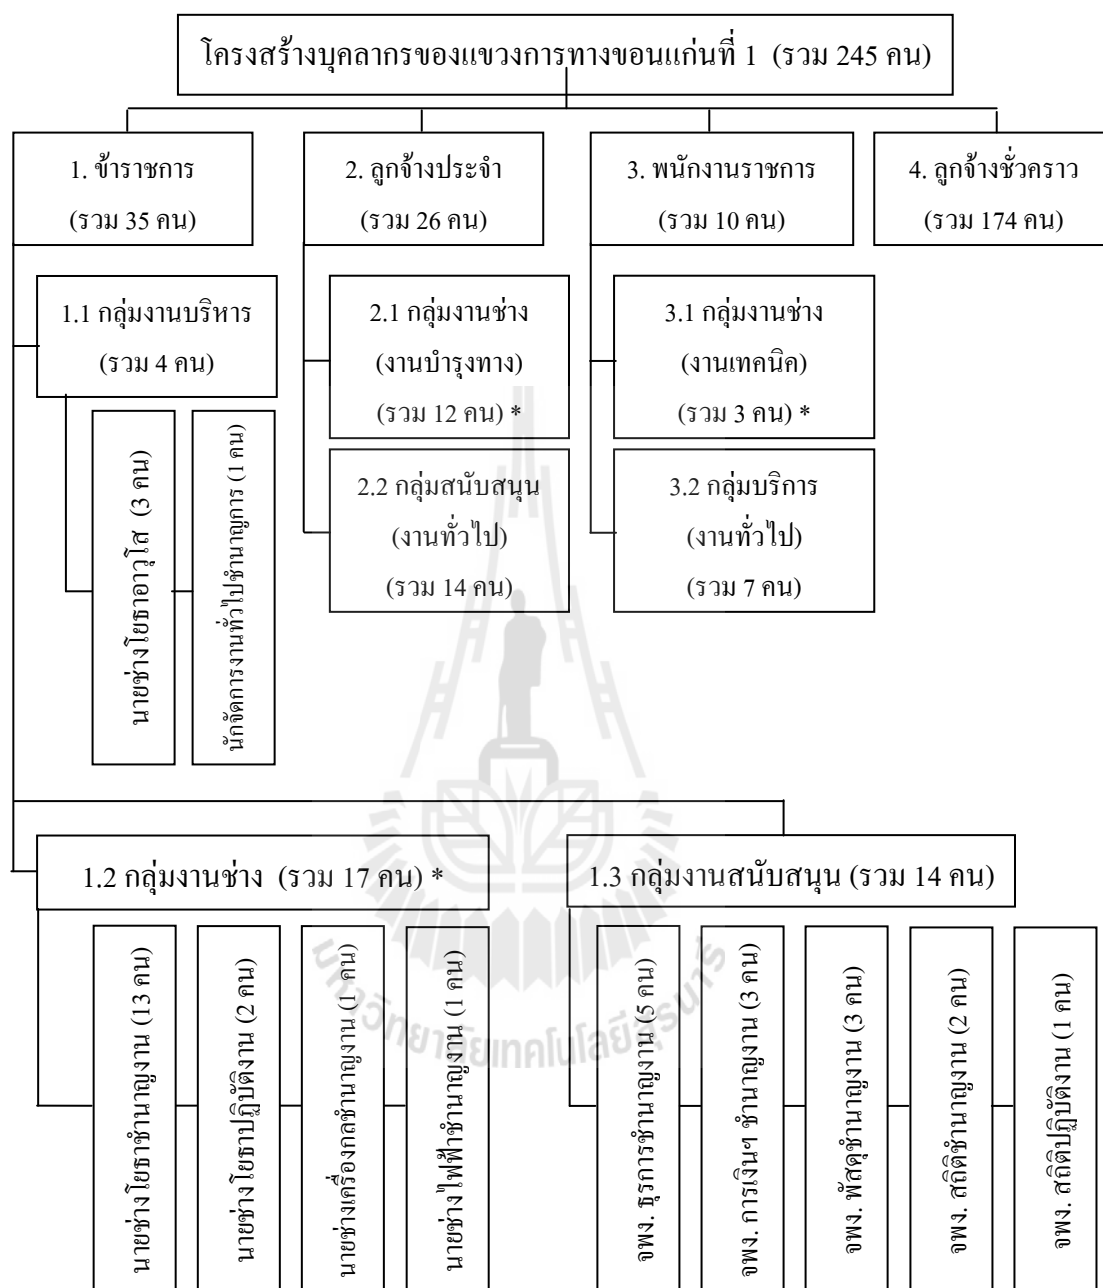 โครงสร้างบุคลากรของแขวงการทางขอนแก่นที่ 1 (รวม 245 คน)
1. ข้าราชการ
(รวม 35 คน)
2. ลูกจ้างประจำ
(รวม 26 คน)
3. พนักงานราชการ
(รวม 10 คน)
4. ลูกจ้างชั่วคราว
(รวม 174 คน)
1.1 กลุ่มงานบริหาร
(รวม 4 คน)
2.1 กลุ่มงานช่าง
(งานบำรุงทาง)
(รวม 12 คน) *
3.1 กลุ่มงานช่าง
(งานเทคนิค)
(รวม 3 คน) *
นายช่างโยธาอาวุโส (3 คน)
นักจัดการงานทั่วไปชำนาญการ (1 คน)
2.2 กลุ่มสนับสนุน
(งานทั่วไป)
(รวม 14 คน)
3.2 กลุ่มบริการ
(งานทั่วไป)
(รวม 7 คน)
1.2 กลุ่มงานช่าง (รวม 17 คน) *
1.3 กลุ่มงานสนับสนุน (รวม 14 คน)
นายช่างโยธาชำนาญงาน (13 คน)
นายช่างโยธาปฏิบัติงาน (2 คน)
นายช่างเครื่องกลชำนาญงาน (1 คน)
นายช่างไฟฟ้าชำนาญงาน (1 คน)
จพง. ธุรการชำนาญงาน (5 คน)
จพง. การเงินฯ ชำนาญงาน (3 คน)
จพง. พัสดุชำนาญงาน (3 คน)
จพง. สถิติชำนาญงาน (2 คน)
จพง. สถิติปฏิบัติงาน (1 คน)
มหาวิทยาลัยเทคโนโลยีสุรนารี